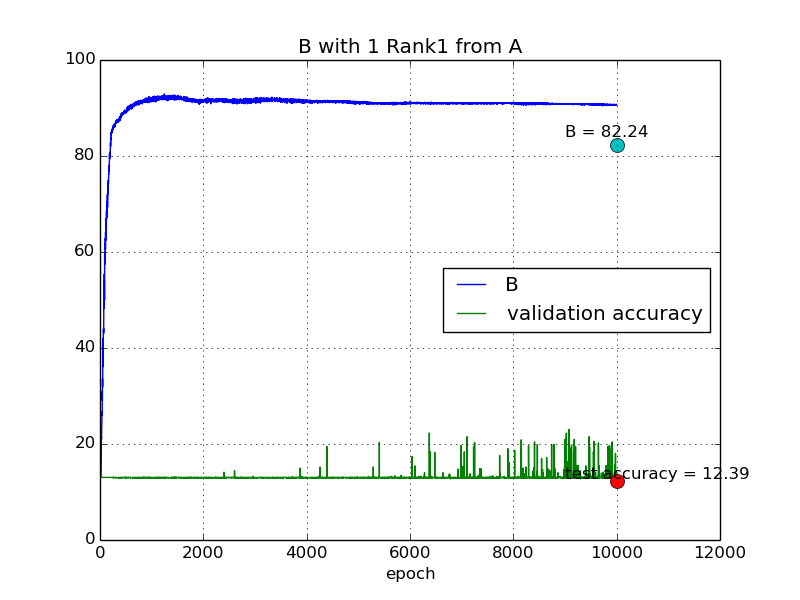 B with 1 Rank1 from A
100
80
60
40
20
0
B = 82.24
B
validation accuracy
test accuracy = 12.39
0 2000 4000 6000 8000 10000 12000
epoch